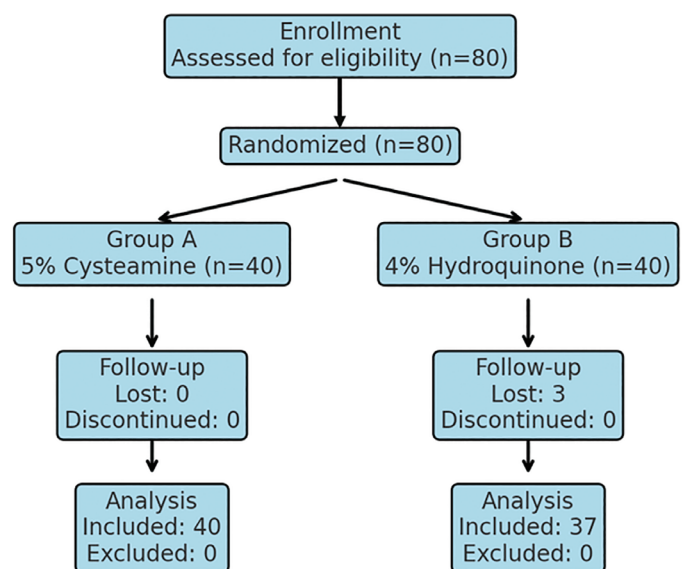 Enrollment
Assessed for eligibility (n=80)
Randomized (n=80)
Group A
5% Cysteamine (n=40)
Group B
4% Hydroquinone (n=40)
Follow-up
Lost: 0
Discontinued: 0
Follow-up
Lost: 3
Discontinued: 0
Analysis
Included: 40
Excluded: 0
Analysis
Included: 37
Excluded: 0